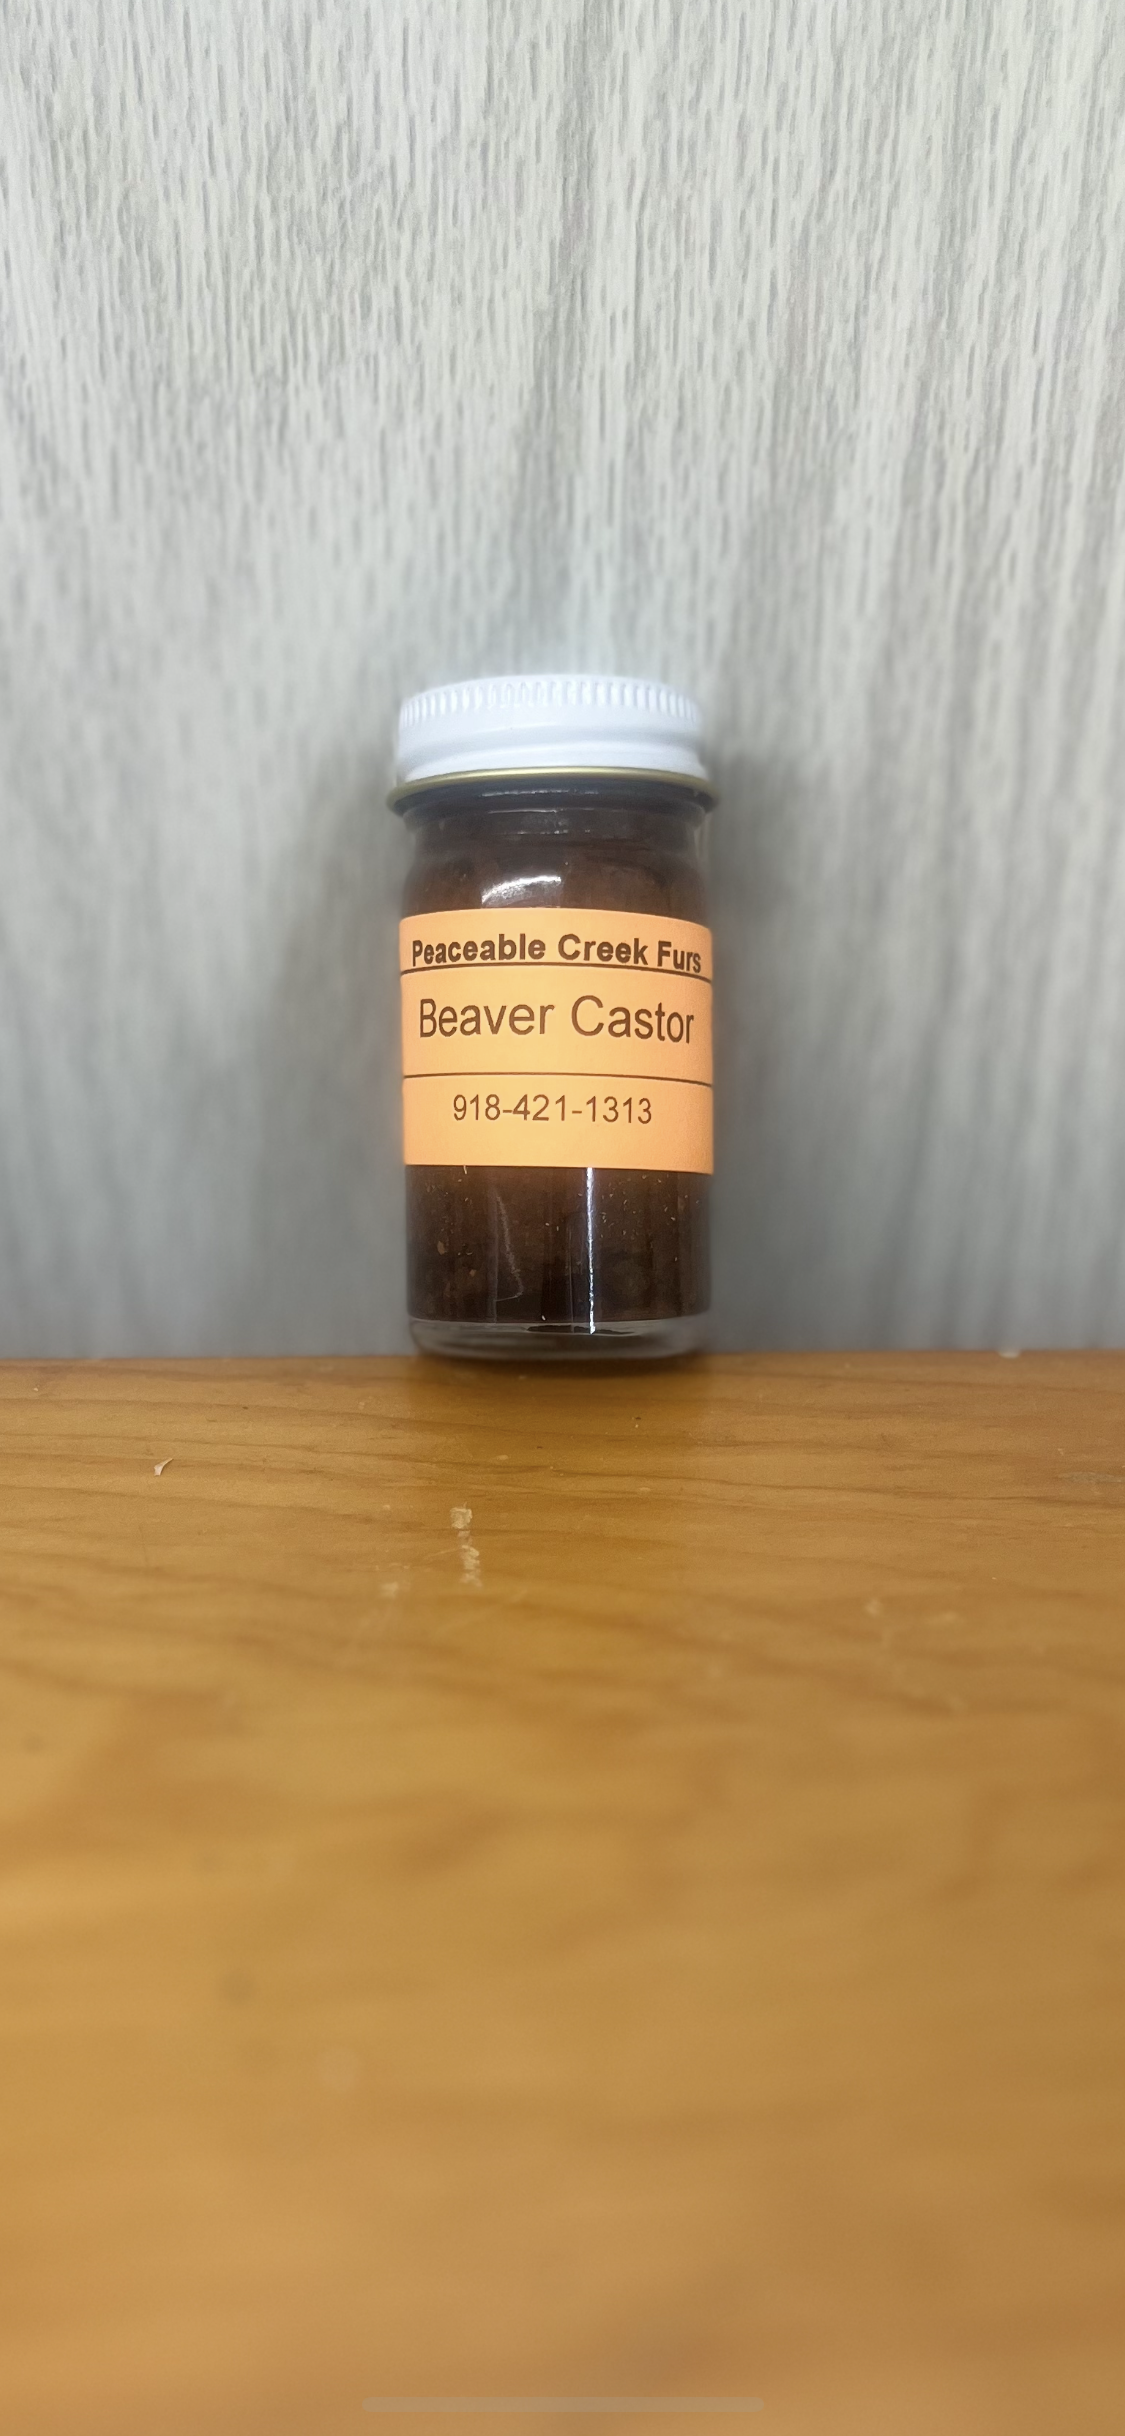 Peaceable Creek Furs
Beaver Castor
918-421-1313